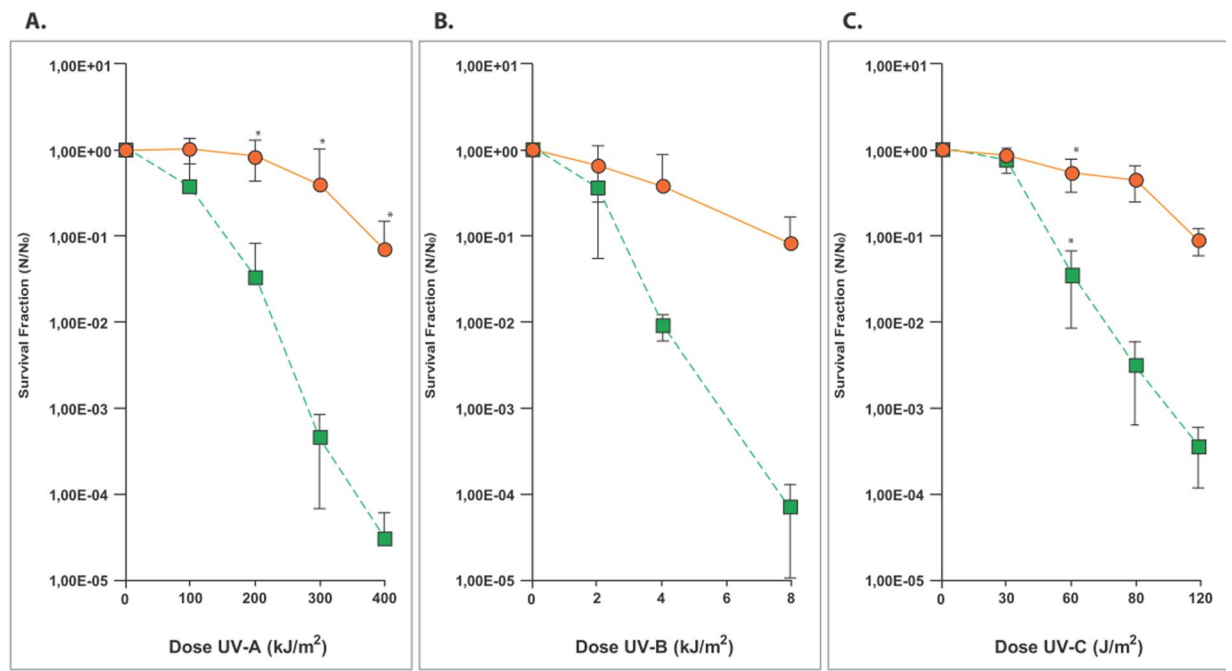 A.
1,00E+01
1,00E+00
1,00E-01
1,00E-02
1,00E-03
1,00E-04
1,00E-05
Survival Fraction (N/N₀)
*
*
*
0 100 200 300 400
Dose UV-A (kJ/m²)
B.
1,00E+01
1,00E+00
1,00E-01
1,00E-02
1,00E-03
1,00E-04
1,00E-05
Survival Fraction (N/N₀)
0 2 4 6 8
Dose UV-B (kJ/m²)
C.
1,00E+01
1,00E+00
1,00E-01
1,00E-02
1,00E-03
1,00E-04
1,00E-05
Survival Fraction (N/N₀)
*
*
0 30 60 80 120
Dose UV-C (J/m²)